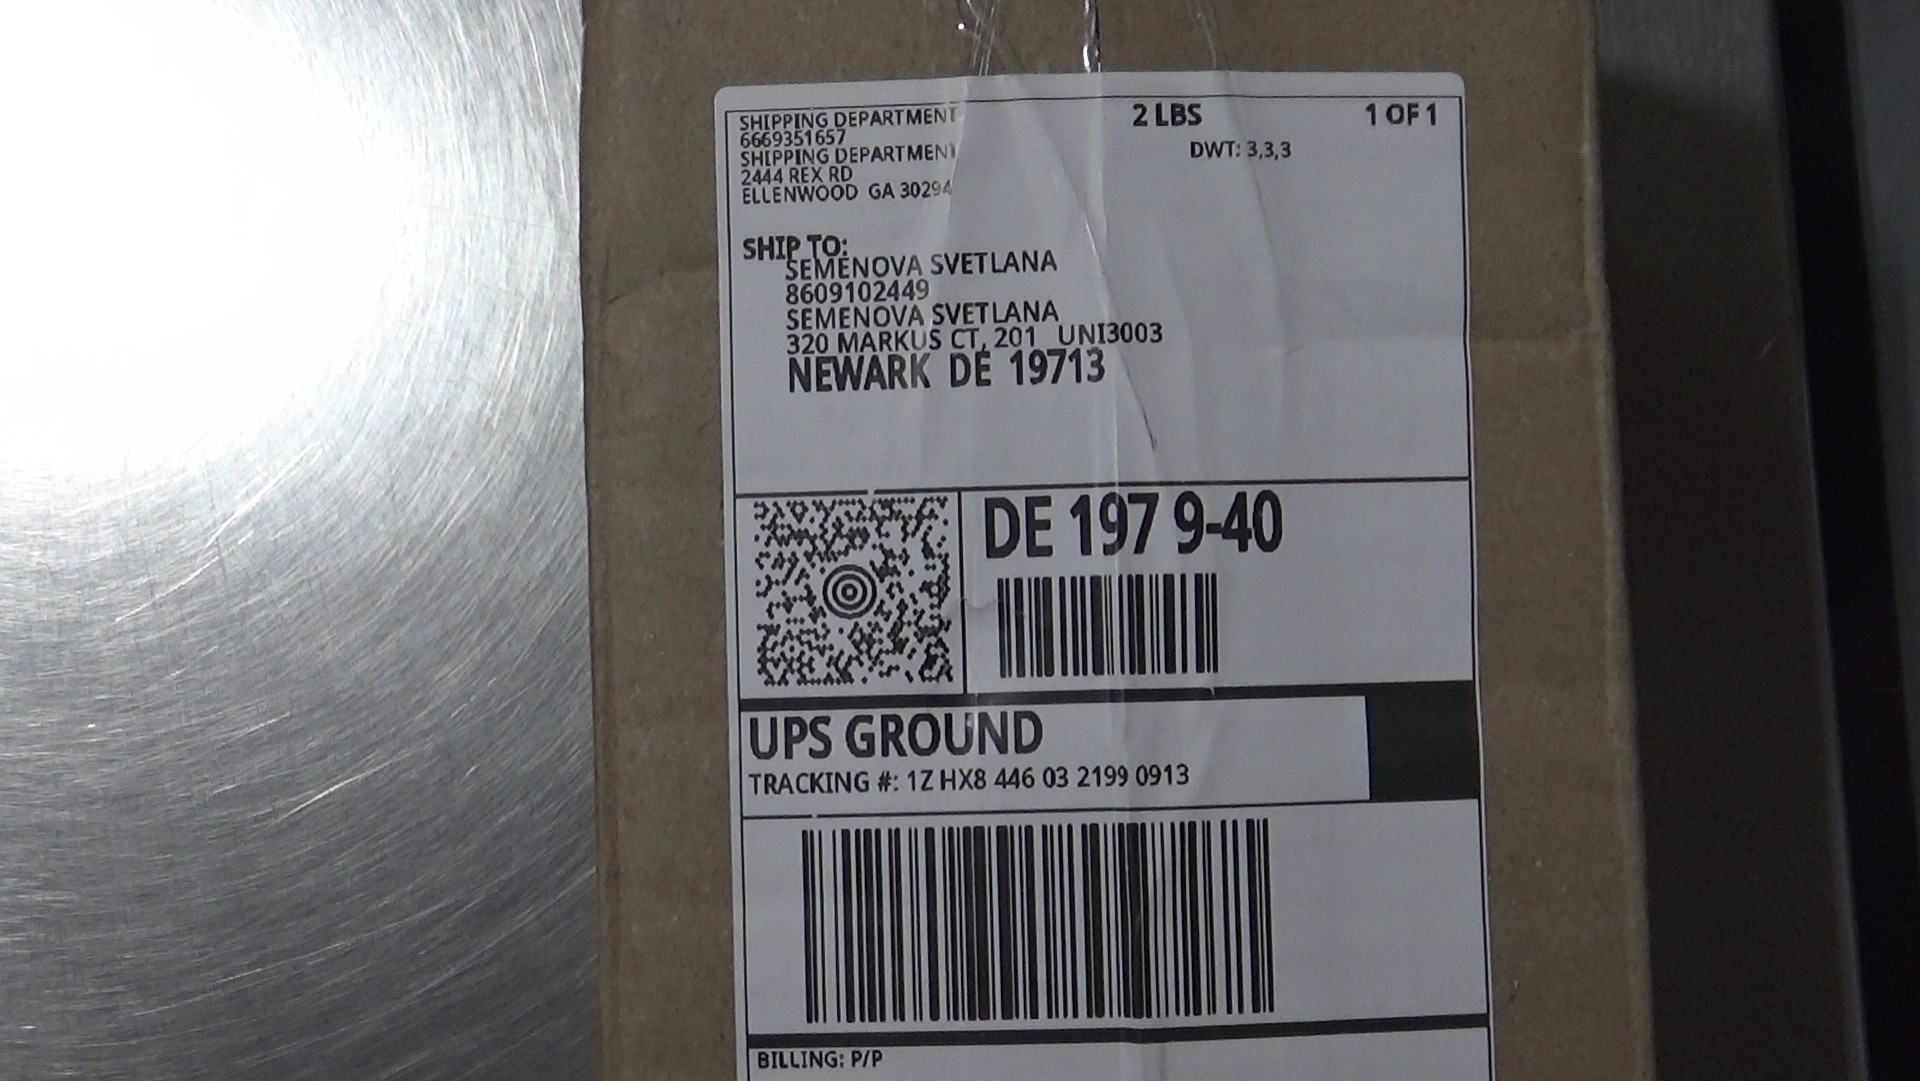 SHIPPING DEPARTMENT
6669351657
SHIPPING DEPARTMENT
2444 REX RD
ELLENWOOD GA 30294
2 LBS
1 OF 1
DWT: 3,3,3
SHIP TO:
SEMENOVA SVETLANA
8609102449
SEMENOVA SVETLANA
320 MARKUS CT, 201 UNI3003
NEWARK DE 19713
DE 197 9-40
UPS GROUND
TRACKING #: 1Z HX8 446 03 2199 0913
BILLING: P/P